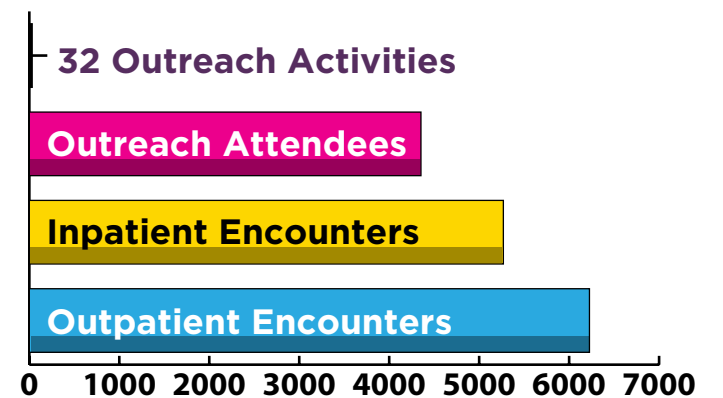 32 Outreach Activities
Outreach Attendees
Inpatient Encounters
Outpatient Encounters
0 1000 2000 3000 4000 5000 6000 7000